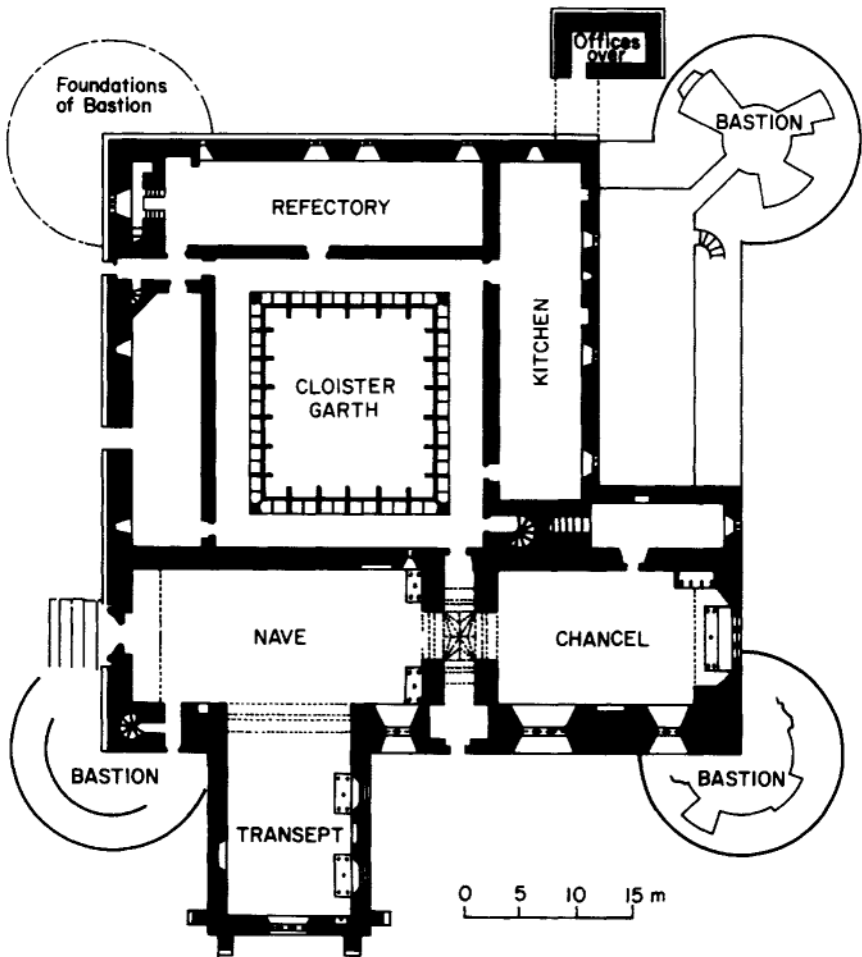 Offices
over
Foundations
of Bastion
BASTION
REFECTORY
KITCHEN
CLOISTER
GARTH
NAVE
CHANCEL
BASTION
BASTION
TRANSEPT
0 5 10 15 m